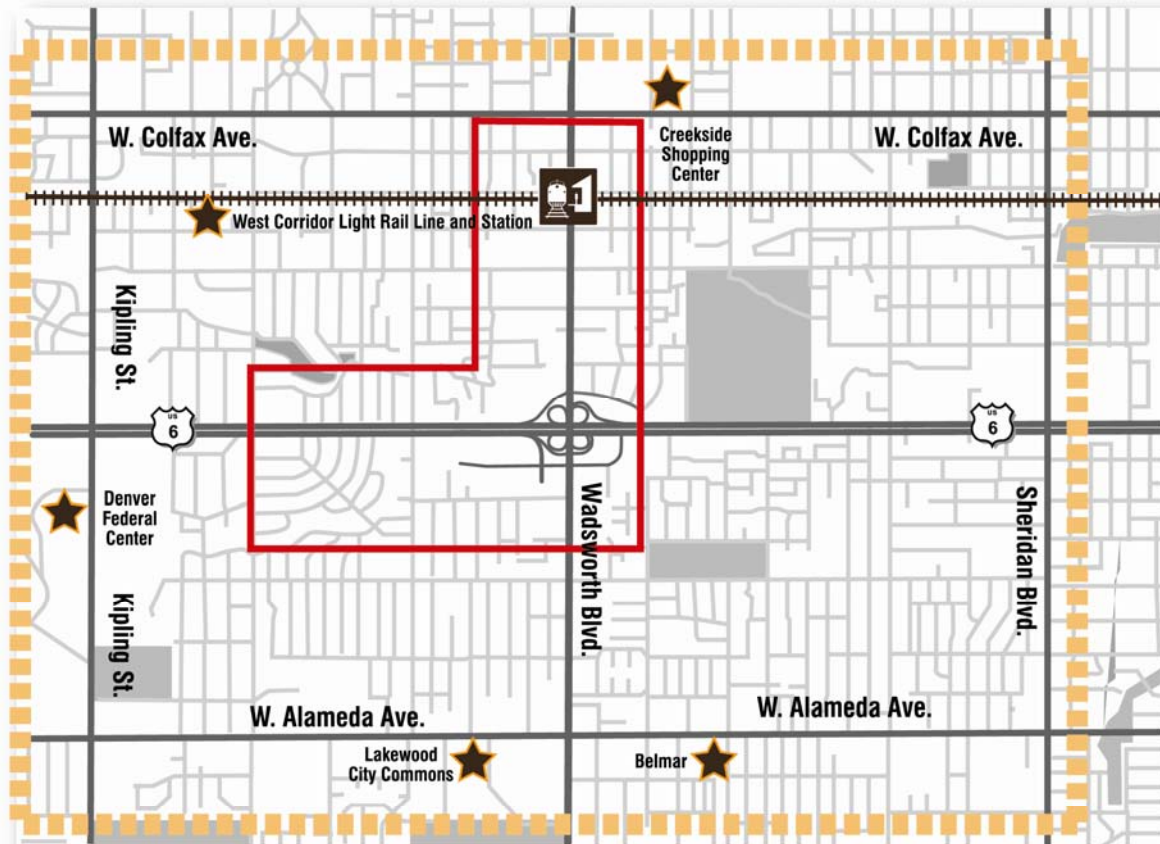 W. Colfax Ave.
W. Colfax Ave.
Creekside
Shopping
Center
West Corridor Light Rail Line and Station
Kipling St.
US
6
US
6
Denver
Federal
Center
Wadsworth Blvd.
Sheridan Blvd.
Kipling St.
W. Alameda Ave.
W. Alameda Ave.
Lakewood
City Commons
Belmar